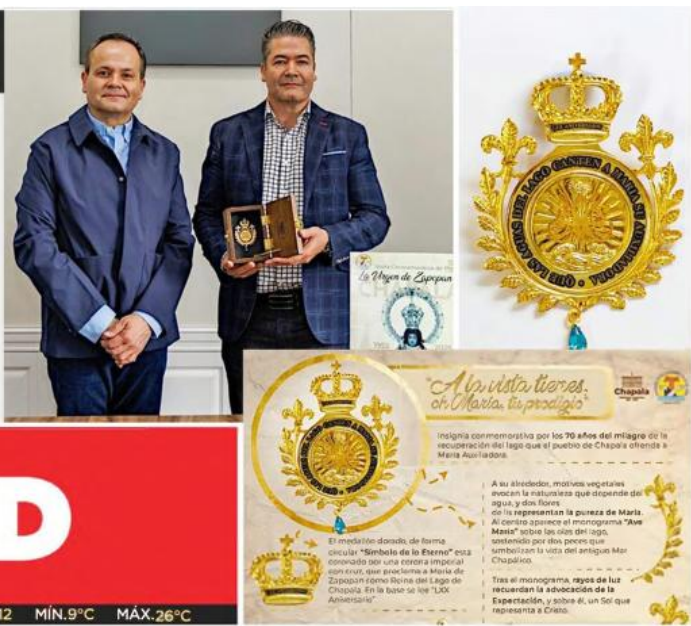 La Virgen de Zapopan
QUE LAS AGUAS DEL LAGO CANTEN A MARIA SU AUXILIADORA
"A la vista tienes,
oh María, tu prodigio"
Chapala
Insignia conmemorativa por los 70 años del milagro de la
recuperación del lago que el pueblo de Chapala ofrenda a
María Auxiliadora.
A su alrededor, motivos vegetales
evocan la naturaleza que depende del
agua, y dos flores
de lis representan la pureza de María.
Al centro aparece el monograma "Ave
María" sobre las olas del lago,
sostenido por dos peces que
simbolizan la vida del antiguo Mar
Chapálico.
Tras el monograma, rayos de luz
recuerdan la advocación de la
Expectación, y sobre él, un Sol que
representa a Cristo.
El medallón dorado, de forma
circular "Símbolo de lo Eterno" está
coronado por una corona imperial
con cruz, que proclama a María de
Zapopan como Reina del Lago de
Chapala. En la base se lee "LXX
Aniversario".
D
12 MÍN.9°C MÁX.26°C